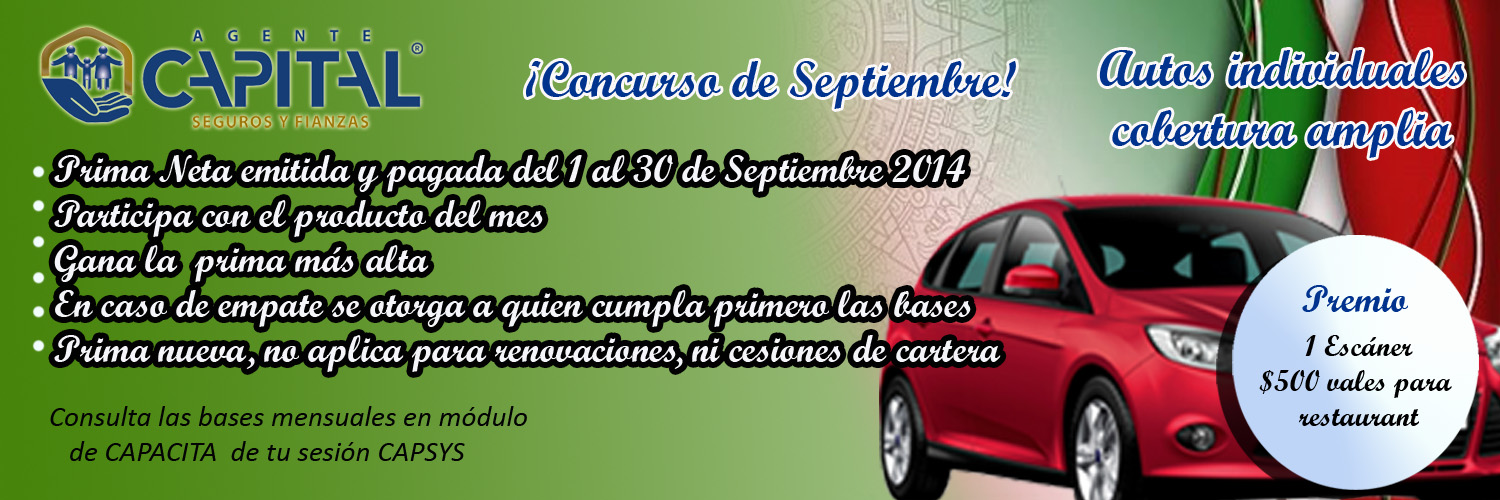 AGENTE
CAPITAL®
SEGUROS Y FIANZAS
¡Concurso de Septiembre!
Autos individuales
cobertura amplia
• Prima Neta emitida y pagada del 1 al 30 de Septiembre 2014
• Participa con el producto del mes
• Gana la prima más alta
• En caso de empate se otorga a quien cumpla primero las bases
• Prima nueva, no aplica para renovaciones, ni cesiones de cartera
Premio
1 Escáner
$500 vales para
restaurant
Consulta las bases mensuales en módulo
de CAPACITA de tu sesión CAPSYS